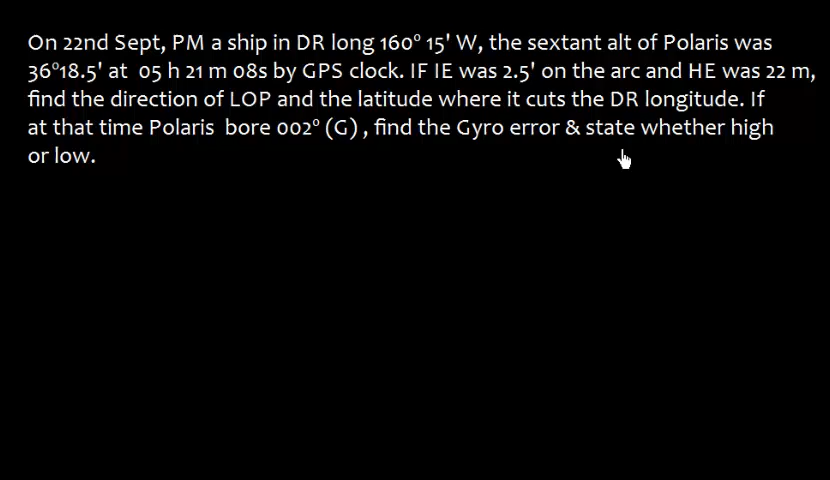 On 22nd Sept, PM a ship in DR long 160° 15' W, the sextant alt of Polaris was
36°18.5' at 05 h 21 m 08s by GPS clock. IF IE was 2.5' on the arc and HE was 22 m,
find the direction of LOP and the latitude where it cuts the DR longitude. If
at that time Polaris bore 002° (G) , find the Gyro error & state whether high
or low.